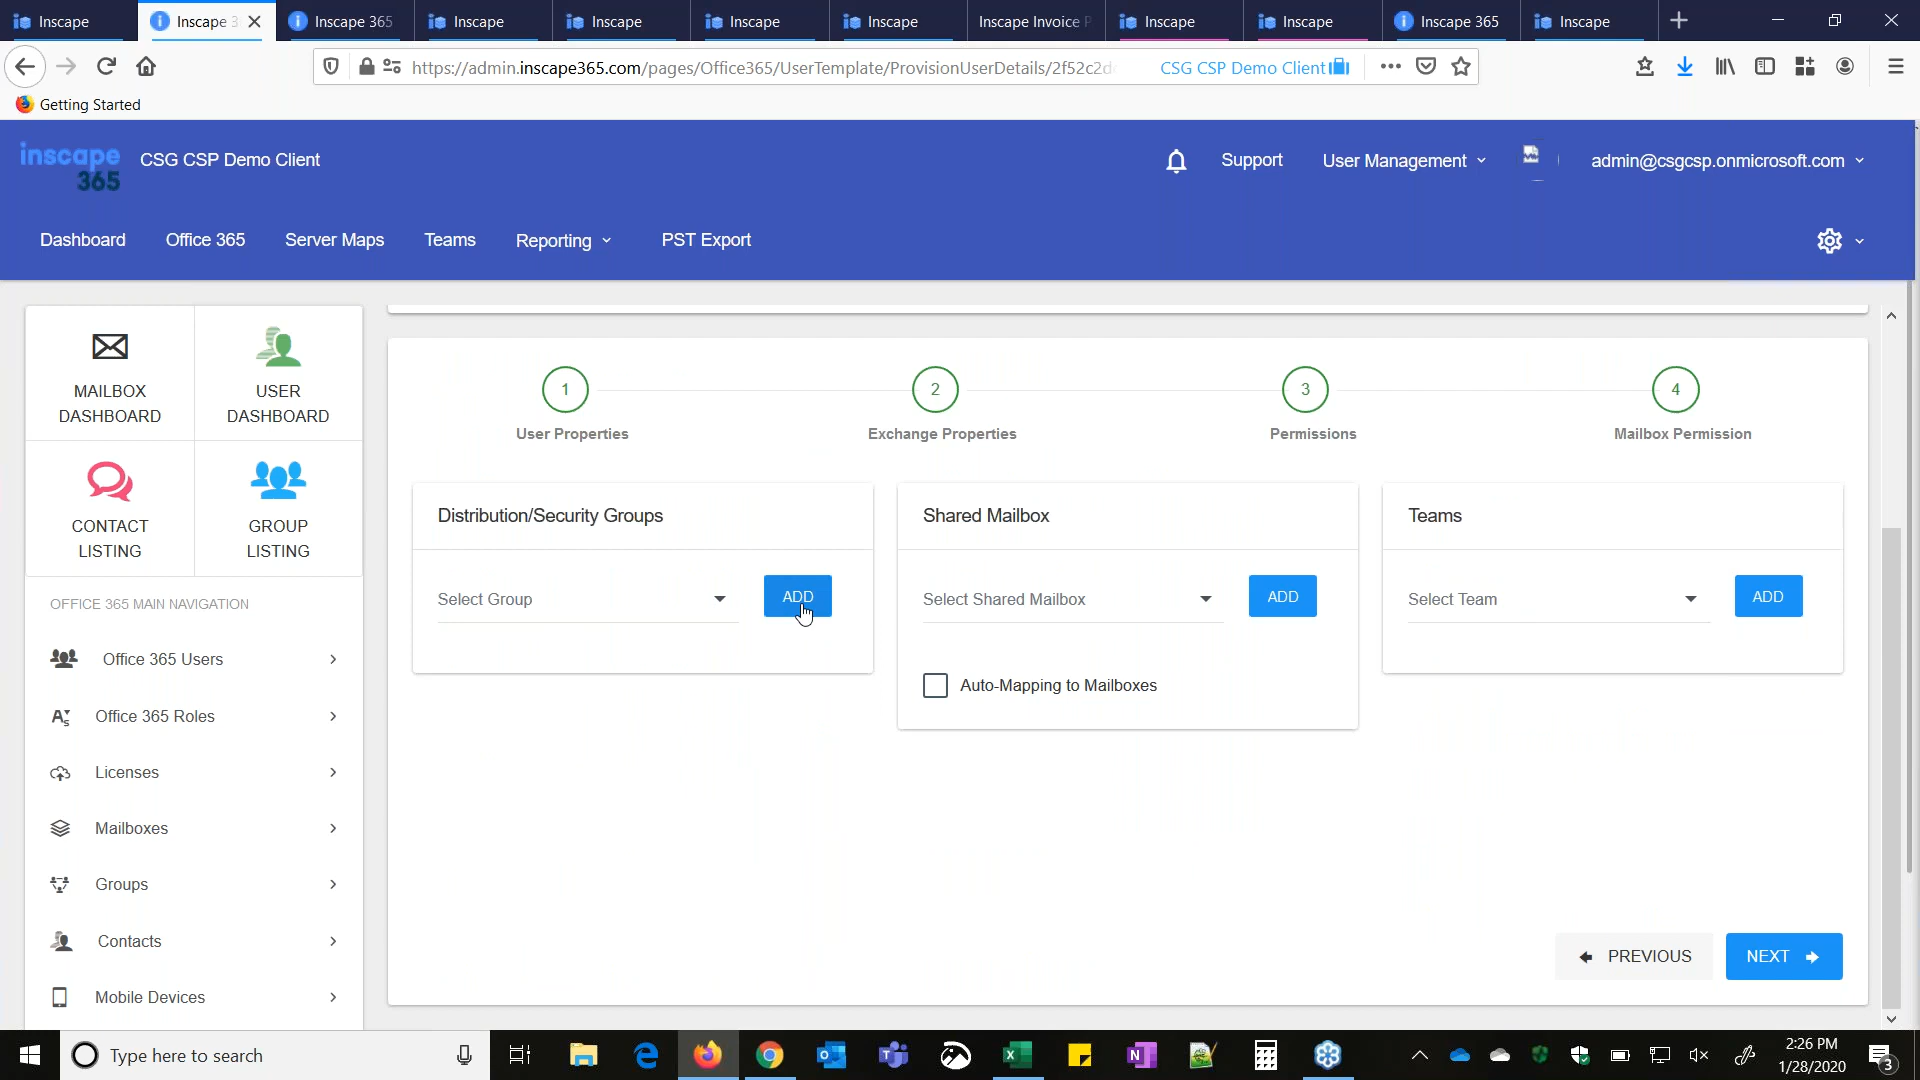 Inscape
Inscape 3
Inscape 365
Inscape
Inscape
Inscape
Inscape
Inscape Invoice P
Inscape
Inscape
Inscape 365
Inscape
https://admin.inscape365.com/pages/Office365/UserTemplate/ProvisionUserDetails/2f52c2d
CSG CSP Demo Client
Getting Started
inscape
365
CSG CSP Demo Client
Support
User Management
admin@csgcsp.onmicrosoft.com
Dashboard
Office 365
Server Maps
Teams
Reporting
PST Export
MAILBOX
DASHBOARD
USER
DASHBOARD
CONTACT
LISTING
GROUP
LISTING
OFFICE 365 MAIN NAVIGATION
Office 365 Users
Office 365 Roles
Licenses
Mailboxes
Groups
Contacts
Mobile Devices
1
User Properties
2
Exchange Properties
3
Permissions
4
Mailbox Permission
Distribution/Security Groups
Select Group
ADD
Shared Mailbox
Select Shared Mailbox
ADD
Auto-Mapping to Mailboxes
Teams
Select Team
ADD
PREVIOUS
NEXT
Type here to search
2:26 PM
1/28/2020
3